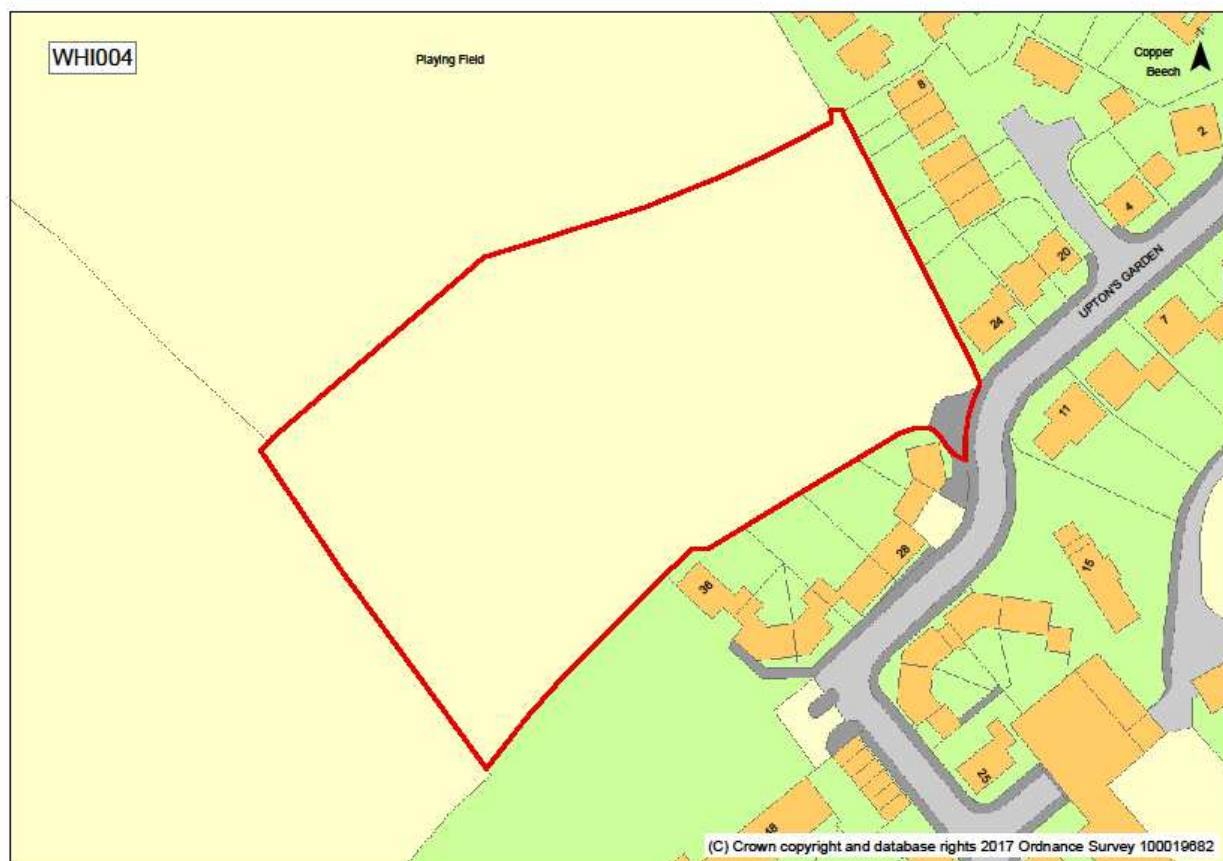 WHI004
Playing Field
Copper
Beech
8
2
4
20
UPTON'S GARDEN
24
7
11
28
15
36
25
48
(C) Crown copyright and database rights 2017 Ordnance Survey 100019682